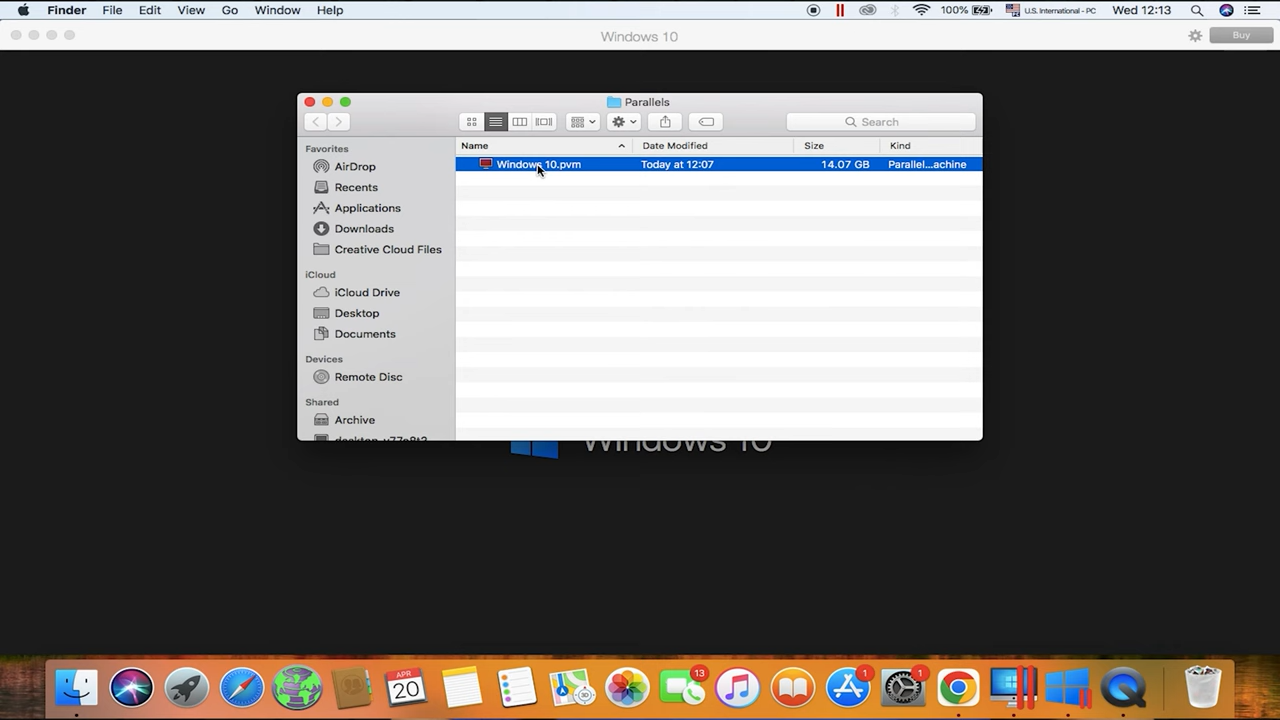 Finder File Edit View Go Window Help 100% U.S. International - PC Wed 12:13
Windows 10 Buy
Parallels
Search
Favorites
AirDrop
Recents
Applications
Downloads
Creative Cloud Files
iCloud
iCloud Drive
Desktop
Documents
Devices
Remote Disc
Shared
Archive
Name Date Modified Size Kind
Windows 10.pvm Today at 12:07 14.07 GB Parallel...achine
Windows 10
APR
20
13
1
1